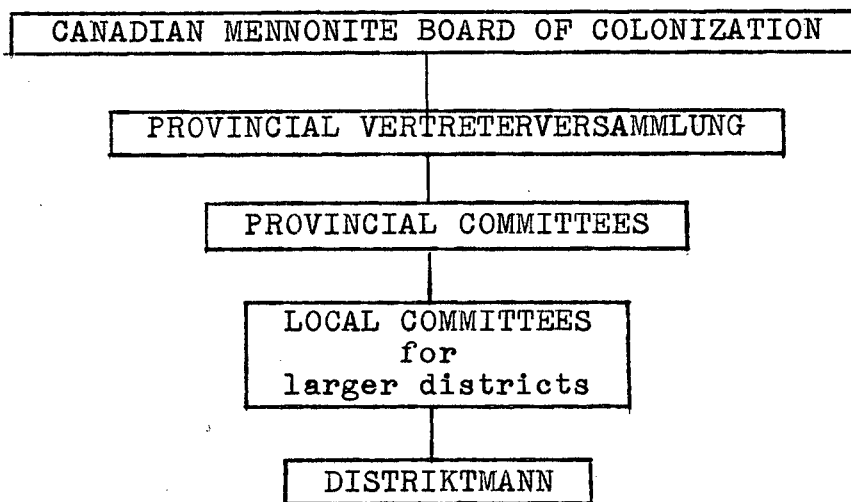 CANADIAN MENNONITE BOARD OF COLONIZATION
PROVINCIAL VERTRETERVERSAMMLUNG
PROVINCIAL COMMITTEES
LOCAL COMMITTEES
for
larger districts
DISTRIKTMANN